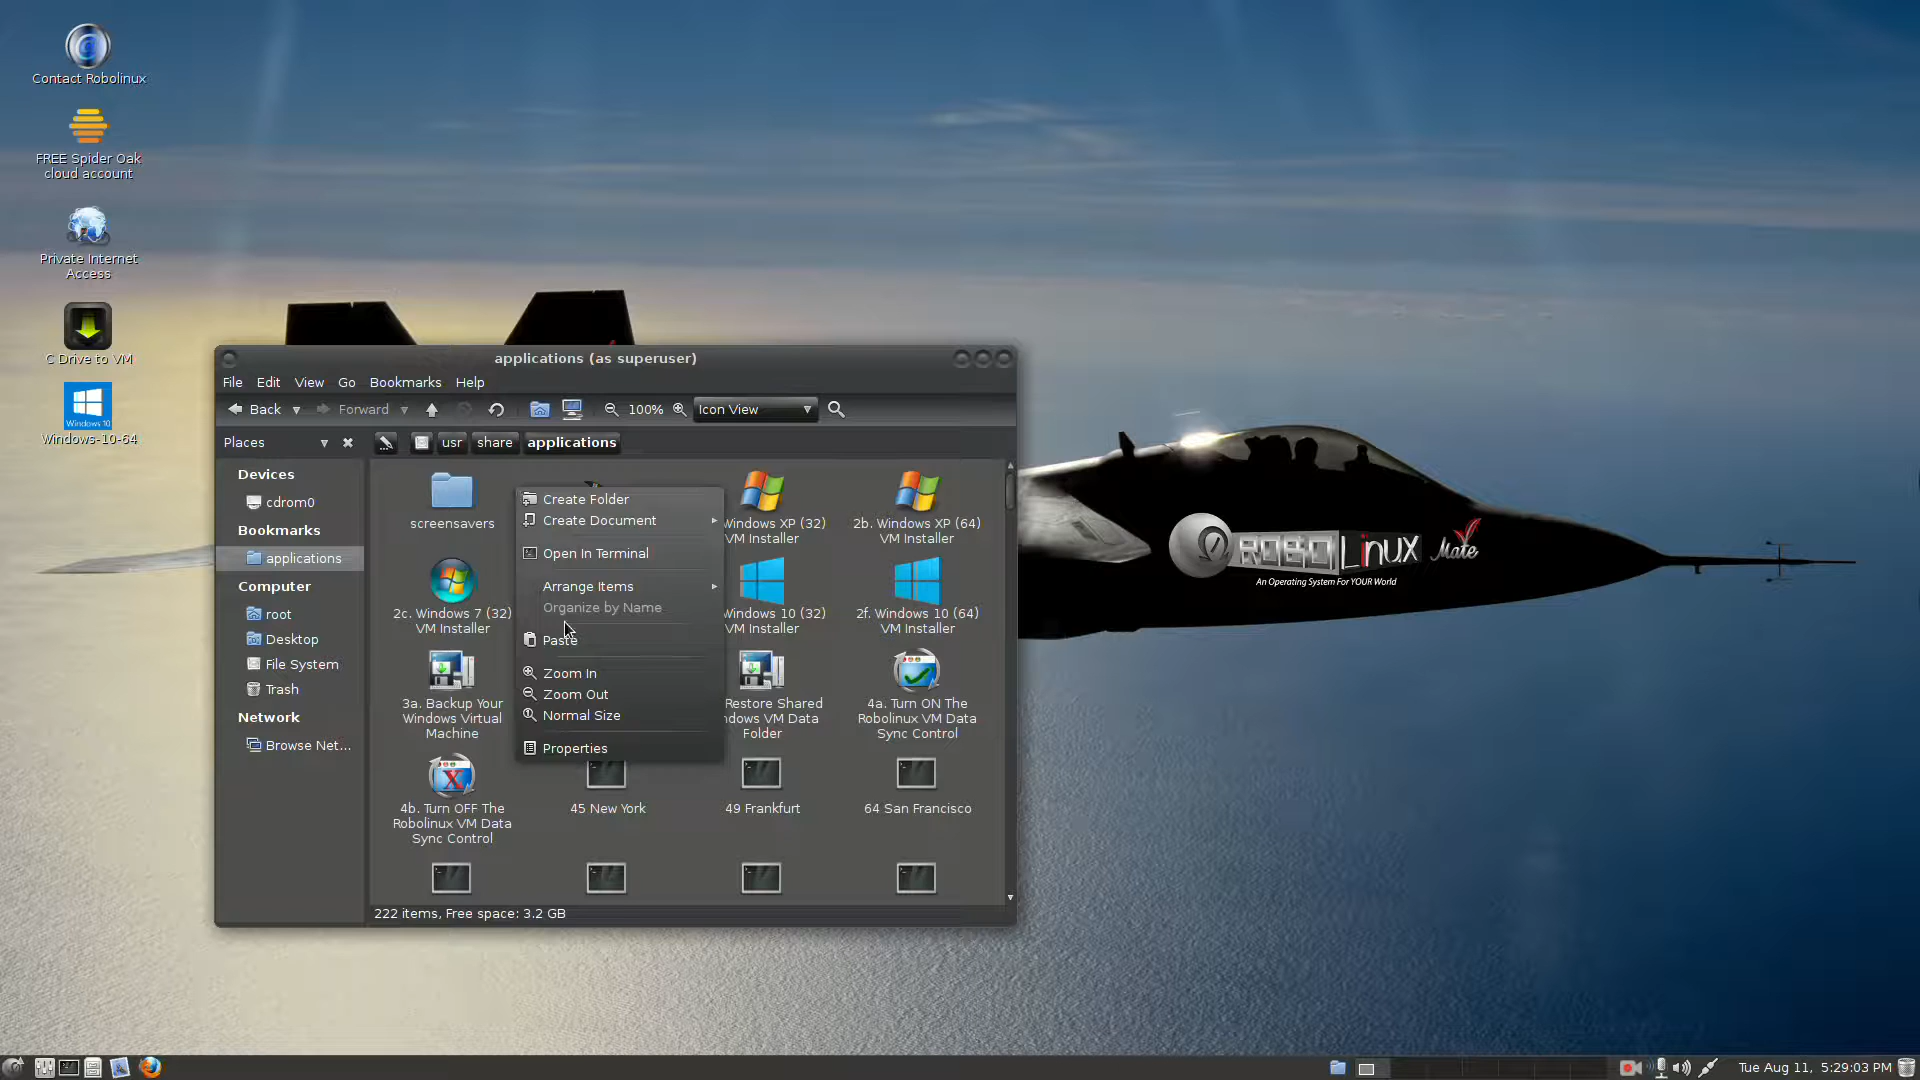 Contact Robolinux
FREE Spider Oak
cloud account
Private Internet
Access
C Drive to VM
Windows 10
Windows-10-64
applications (as superuser)
File Edit View Go Bookmarks Help
Back Forward 100% Icon View
Places usr share applications
Devices
cdrom0
Bookmarks
applications
Computer
root
Desktop
File System
Trash
Network
Browse Net...
screensavers
Windows XP (32)
VM Installer
2b. Windows XP (64)
VM Installer
2c. Windows 7 (32)
VM Installer
Windows 10 (32)
VM Installer
2f. Windows 10 (64)
VM Installer
3a. Backup Your
Windows Virtual
Machine
Restore Shared
dows VM Data
Folder
4a. Turn ON The
Robolinux VM Data
Sync Control
4b. Turn OFF The
Robolinux VM Data
Sync Control
45 New York
49 Frankfurt
64 San Francisco
Create Folder
Create Document
Open In Terminal
Arrange Items
Organize by Name
Paste
Zoom In
Zoom Out
Normal Size
Properties
222 items, Free space: 3.2 GB
ROBOLinUX Mate
An Operating System For YOUR World
Tue Aug 11, 5:29:03 PM